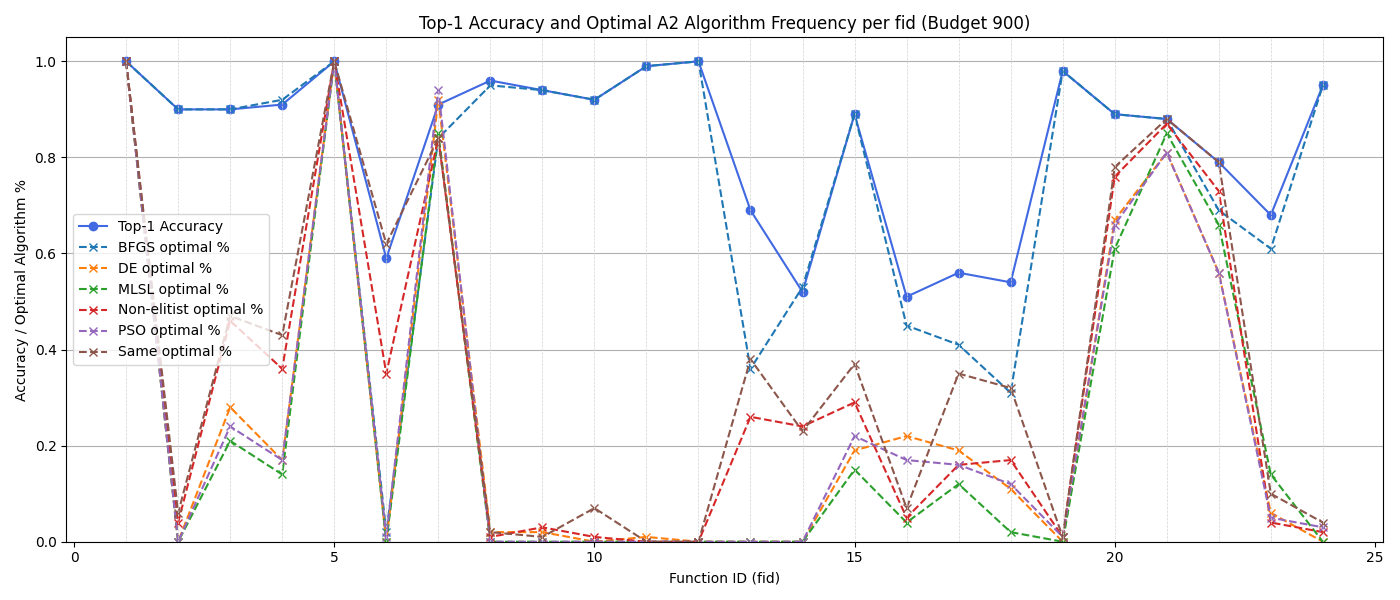 Top-1 Accuracy and Optimal A2 Algorithm Frequency per fid (Budget 900)
Accuracy / Optimal Algorithm %
1.0
0.8
0.6
0.4
0.2
0.0
Top-1 Accuracy
BFGS optimal %
DE optimal %
MLSL optimal %
Non-elitist optimal %
PSO optimal %
Same optimal %
0 5 10 15 20 25
Function ID (fid)